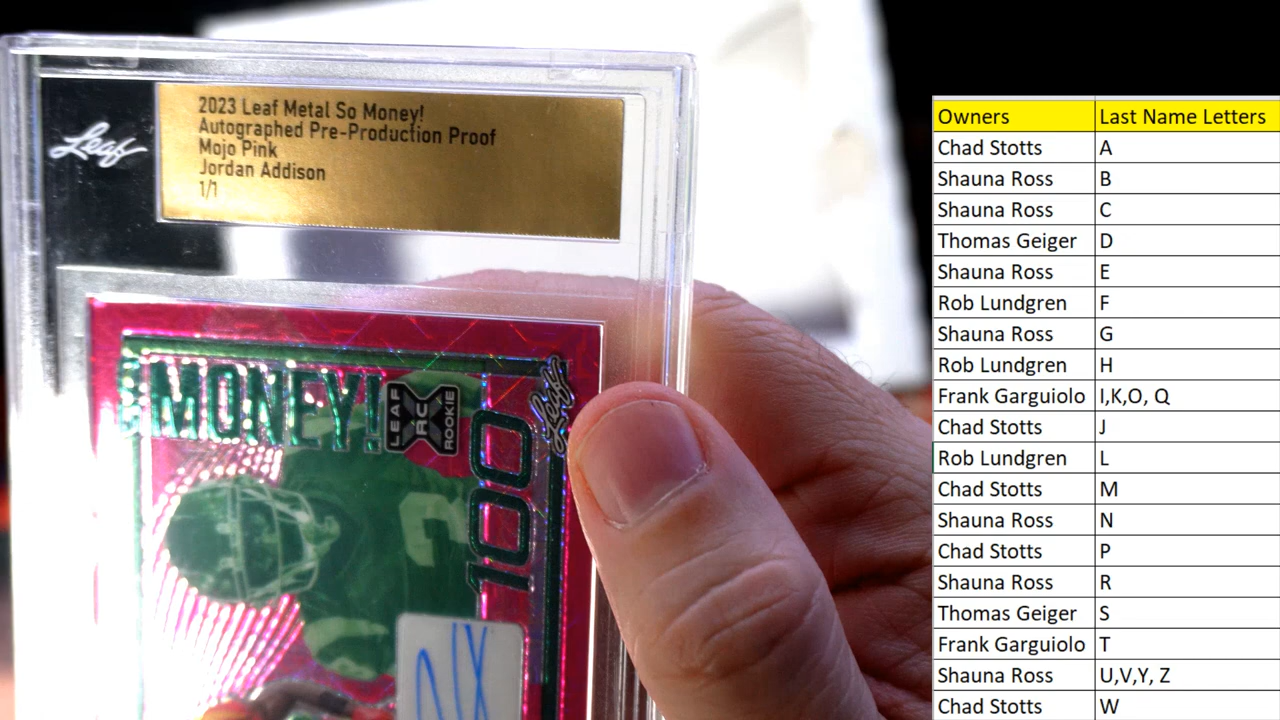 Leaf
2023 Leaf Metal So Money!
Autographed Pre-Production Proof
Mojo Pink
Jordan Addison
1/1
MONEY!
LEAF
RC
ROOKIE
Leaf
100
Owners Last Name Letters
Chad Stotts A
Shauna Ross B
Shauna Ross C
Thomas Geiger D
Shauna Ross E
Rob Lundgren F
Shauna Ross G
Rob Lundgren H
Frank Garguiolo I,K,O, Q
Chad Stotts J
Rob Lundgren L
Chad Stotts M
Shauna Ross N
Chad Stotts P
Shauna Ross R
Thomas Geiger S
Frank Garguiolo T
Shauna Ross U,V,Y, Z
Chad Stotts W